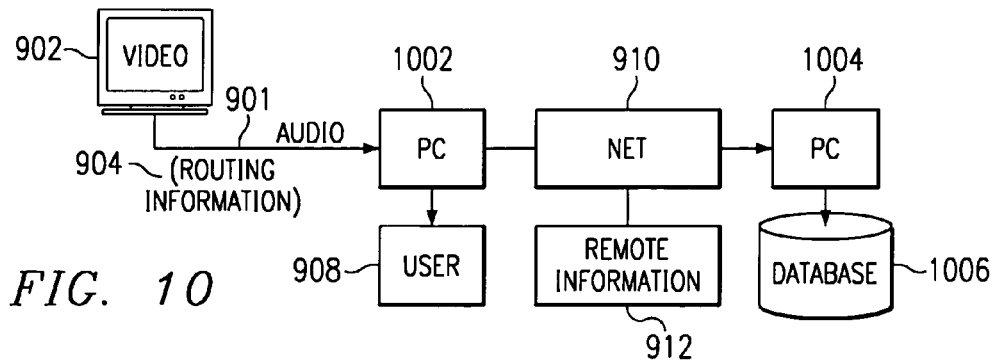 902
VIDEO
901
AUDIO
904
(ROUTING
INFORMATION)
1002
PC
910
NET
1004
PC
908
USER
REMOTE
INFORMATION
912
DATABASE
1006
FIG. 10